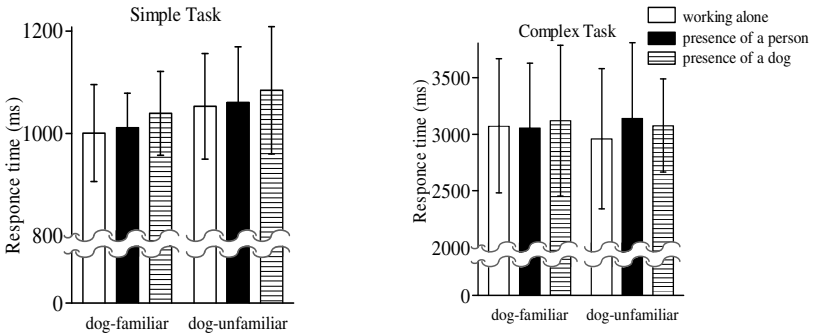 Simple Task
Responce time (ms)
1200
1000
800
0
dog-familiar
dog-unfamiliar
Complex Task
Responce time (ms)
3500
3000
2500
2000
0
dog-familiar
dog-unfamiliar
working alone
presence of a person
presence of a dog